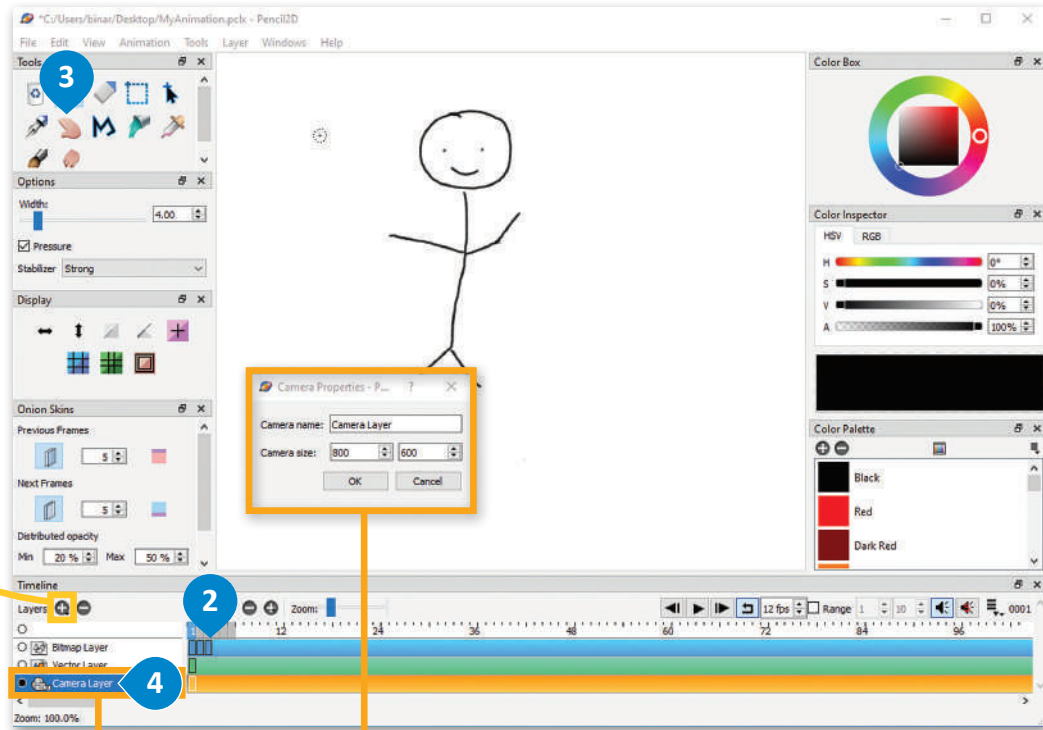 *C:/Users/binar/Desktop/MyAnimation.pclx - Pencil2D
File Edit View Animation Tools Layer Windows Help
Tools
3
Options
Width:
4.00
Pressure
Stabilizer Strong
Display
Onion Skins
Previous Frames
5
Next Frames
5
Distributed opacity
Min 20 % Max 50 %
Camera Properties - P... ?
Camera name: Camera Layer
Camera size: 800 600
OK Cancel
Color Box
Color Inspector
HSV RGB
H 0°
S 0%
V 0%
A 100%
Color Palette
Black
Red
Dark Red
Timeline
Layers 2 Zoom: 12 fps Range 1 10 0001
1 12 24 36 48 60 72 84 96
Bitmap Layer
Vector Layer
Camera Layer 4
Zoom: 100.0%